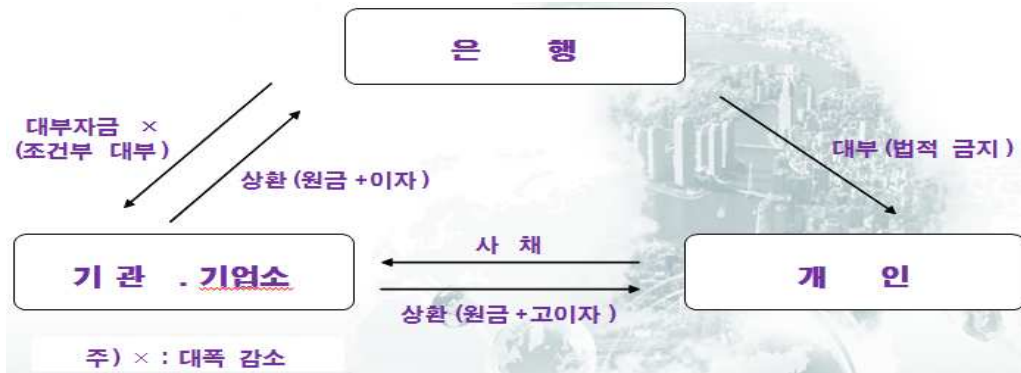 은 행
대부자금 ×
(조건부 대부)
상환(원금+이자)
대부(법적 금지)
기 관 . 기업소
사 채
상환(원금+고이자)
개 인
주) × : 대폭 감소